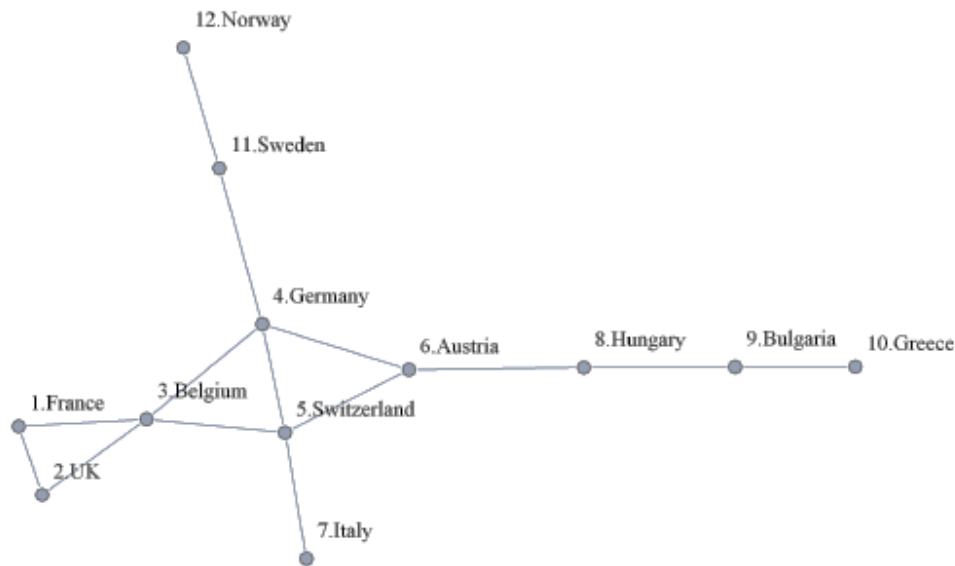 12.Norway
11.Sweden
4.Germany
6.Austria
8.Hungary
9.Bulgaria
10.Greece
3.Belgium
1.France
5.Switzerland
2.UK
7.Italy